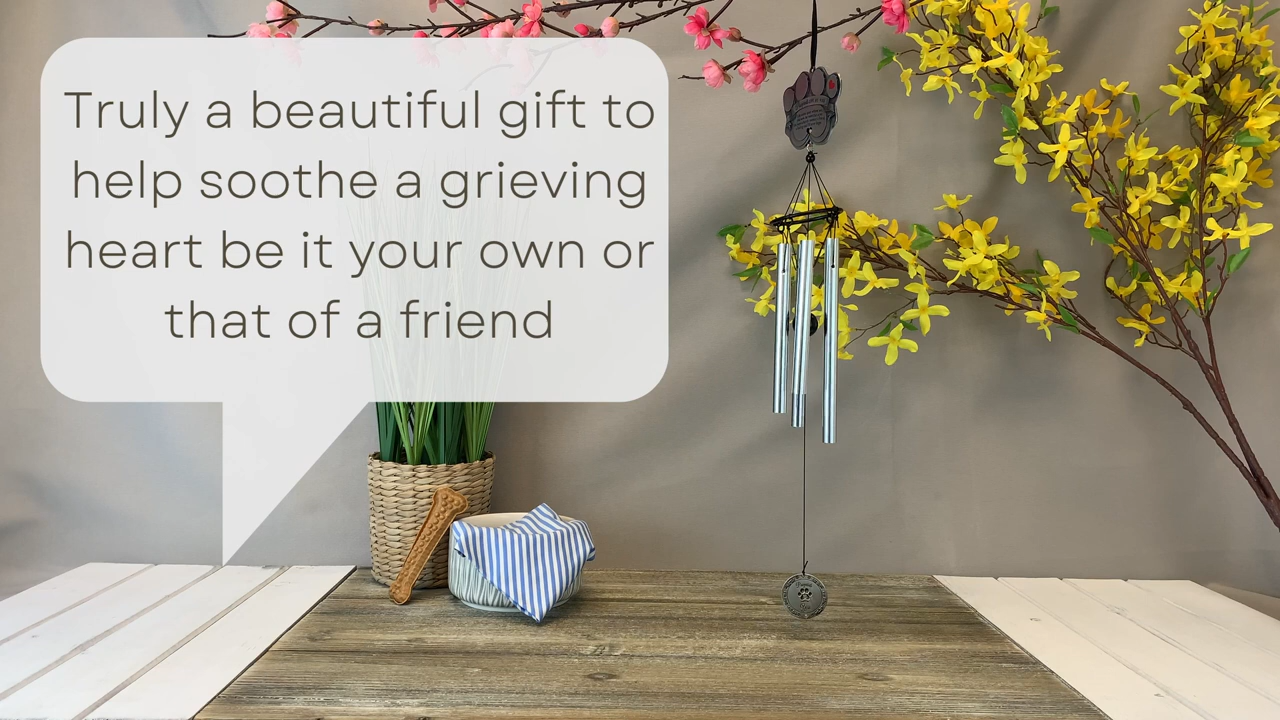 Truly a beautiful gift to
help soothe a grieving
heart be it your own or
that of a friend